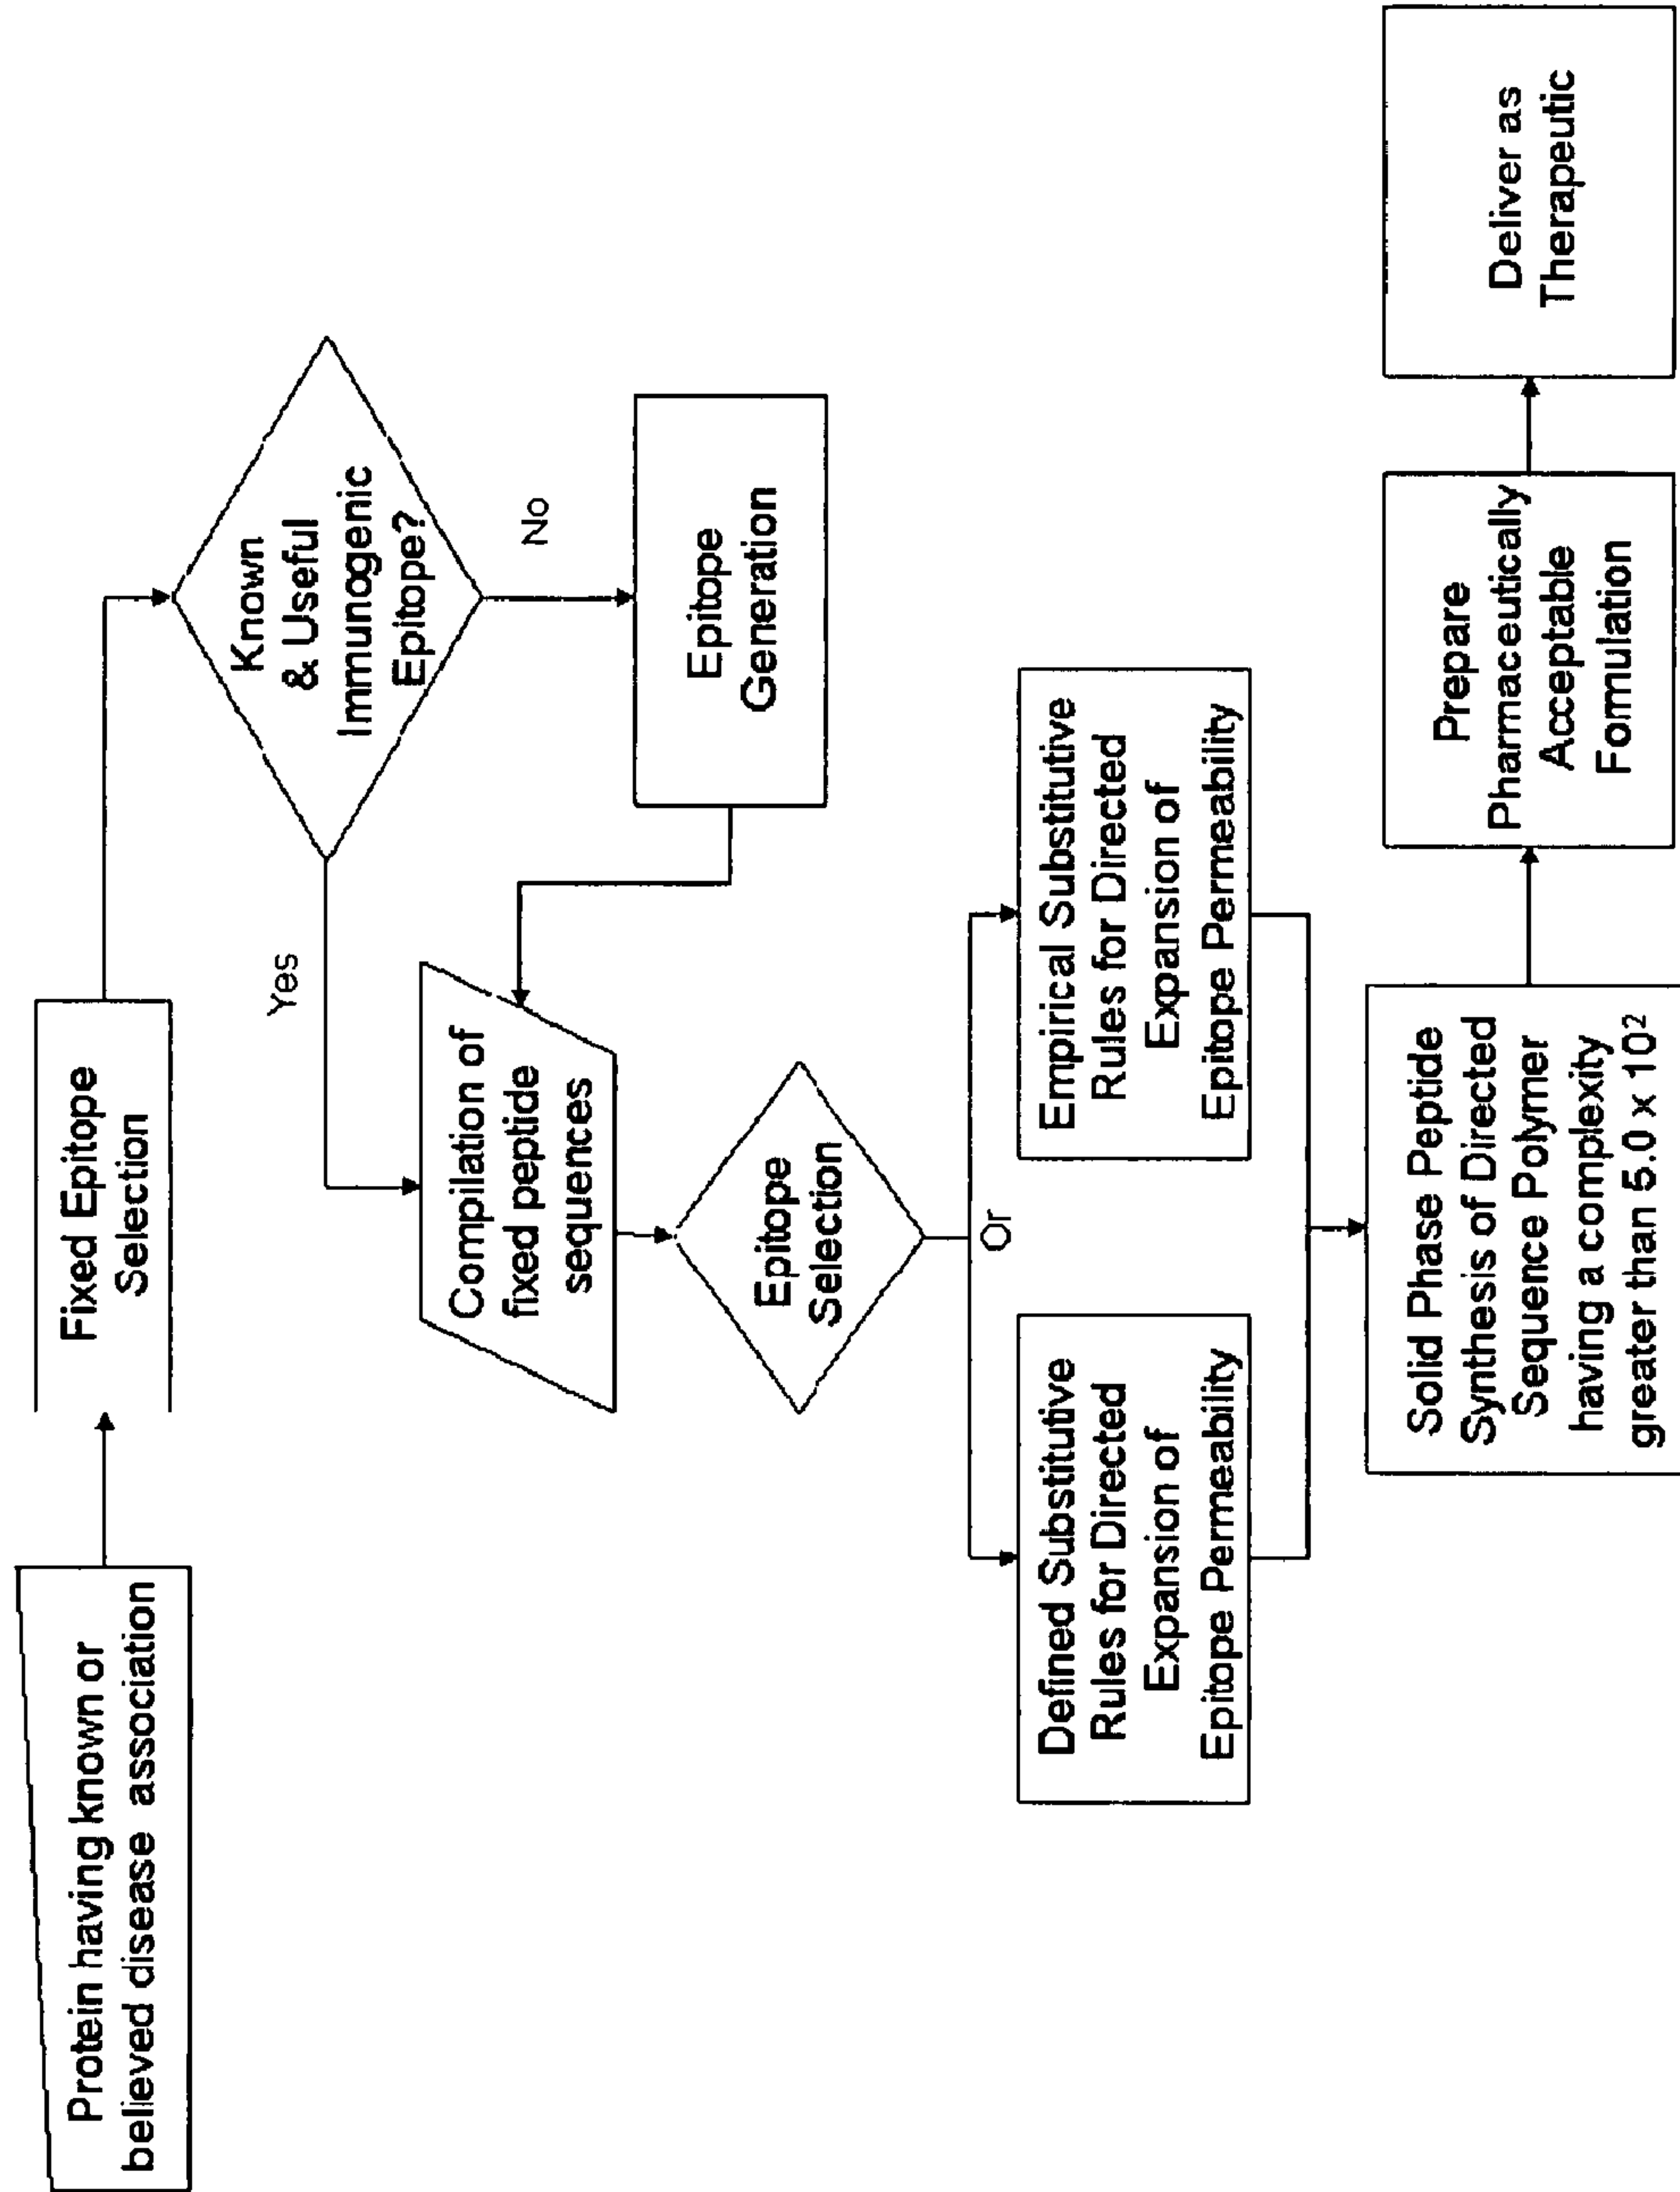 Protein having known or
believed disease association
Fixed Epitope
Selection
Known
& Useful
Immunogenic
Epitope?
Yes
No
Epitope
Generation
Compilation of
fixed peptide
sequences
Epitope
Selection
Or
Defined Substitutive
Rules for Directed
Expansion of
Epitope Permeability
Empirical Substitutive
Rules for Directed
Expansion of
Epitope Permeability
Solid Phase Peptide
Synthesis of Directed
Sequence Polymer
having a complexity
greater than 5.0 x 10²
Prepare
Pharmaceutically
Acceptable
Fomulation
Deliver as
Therapeutic